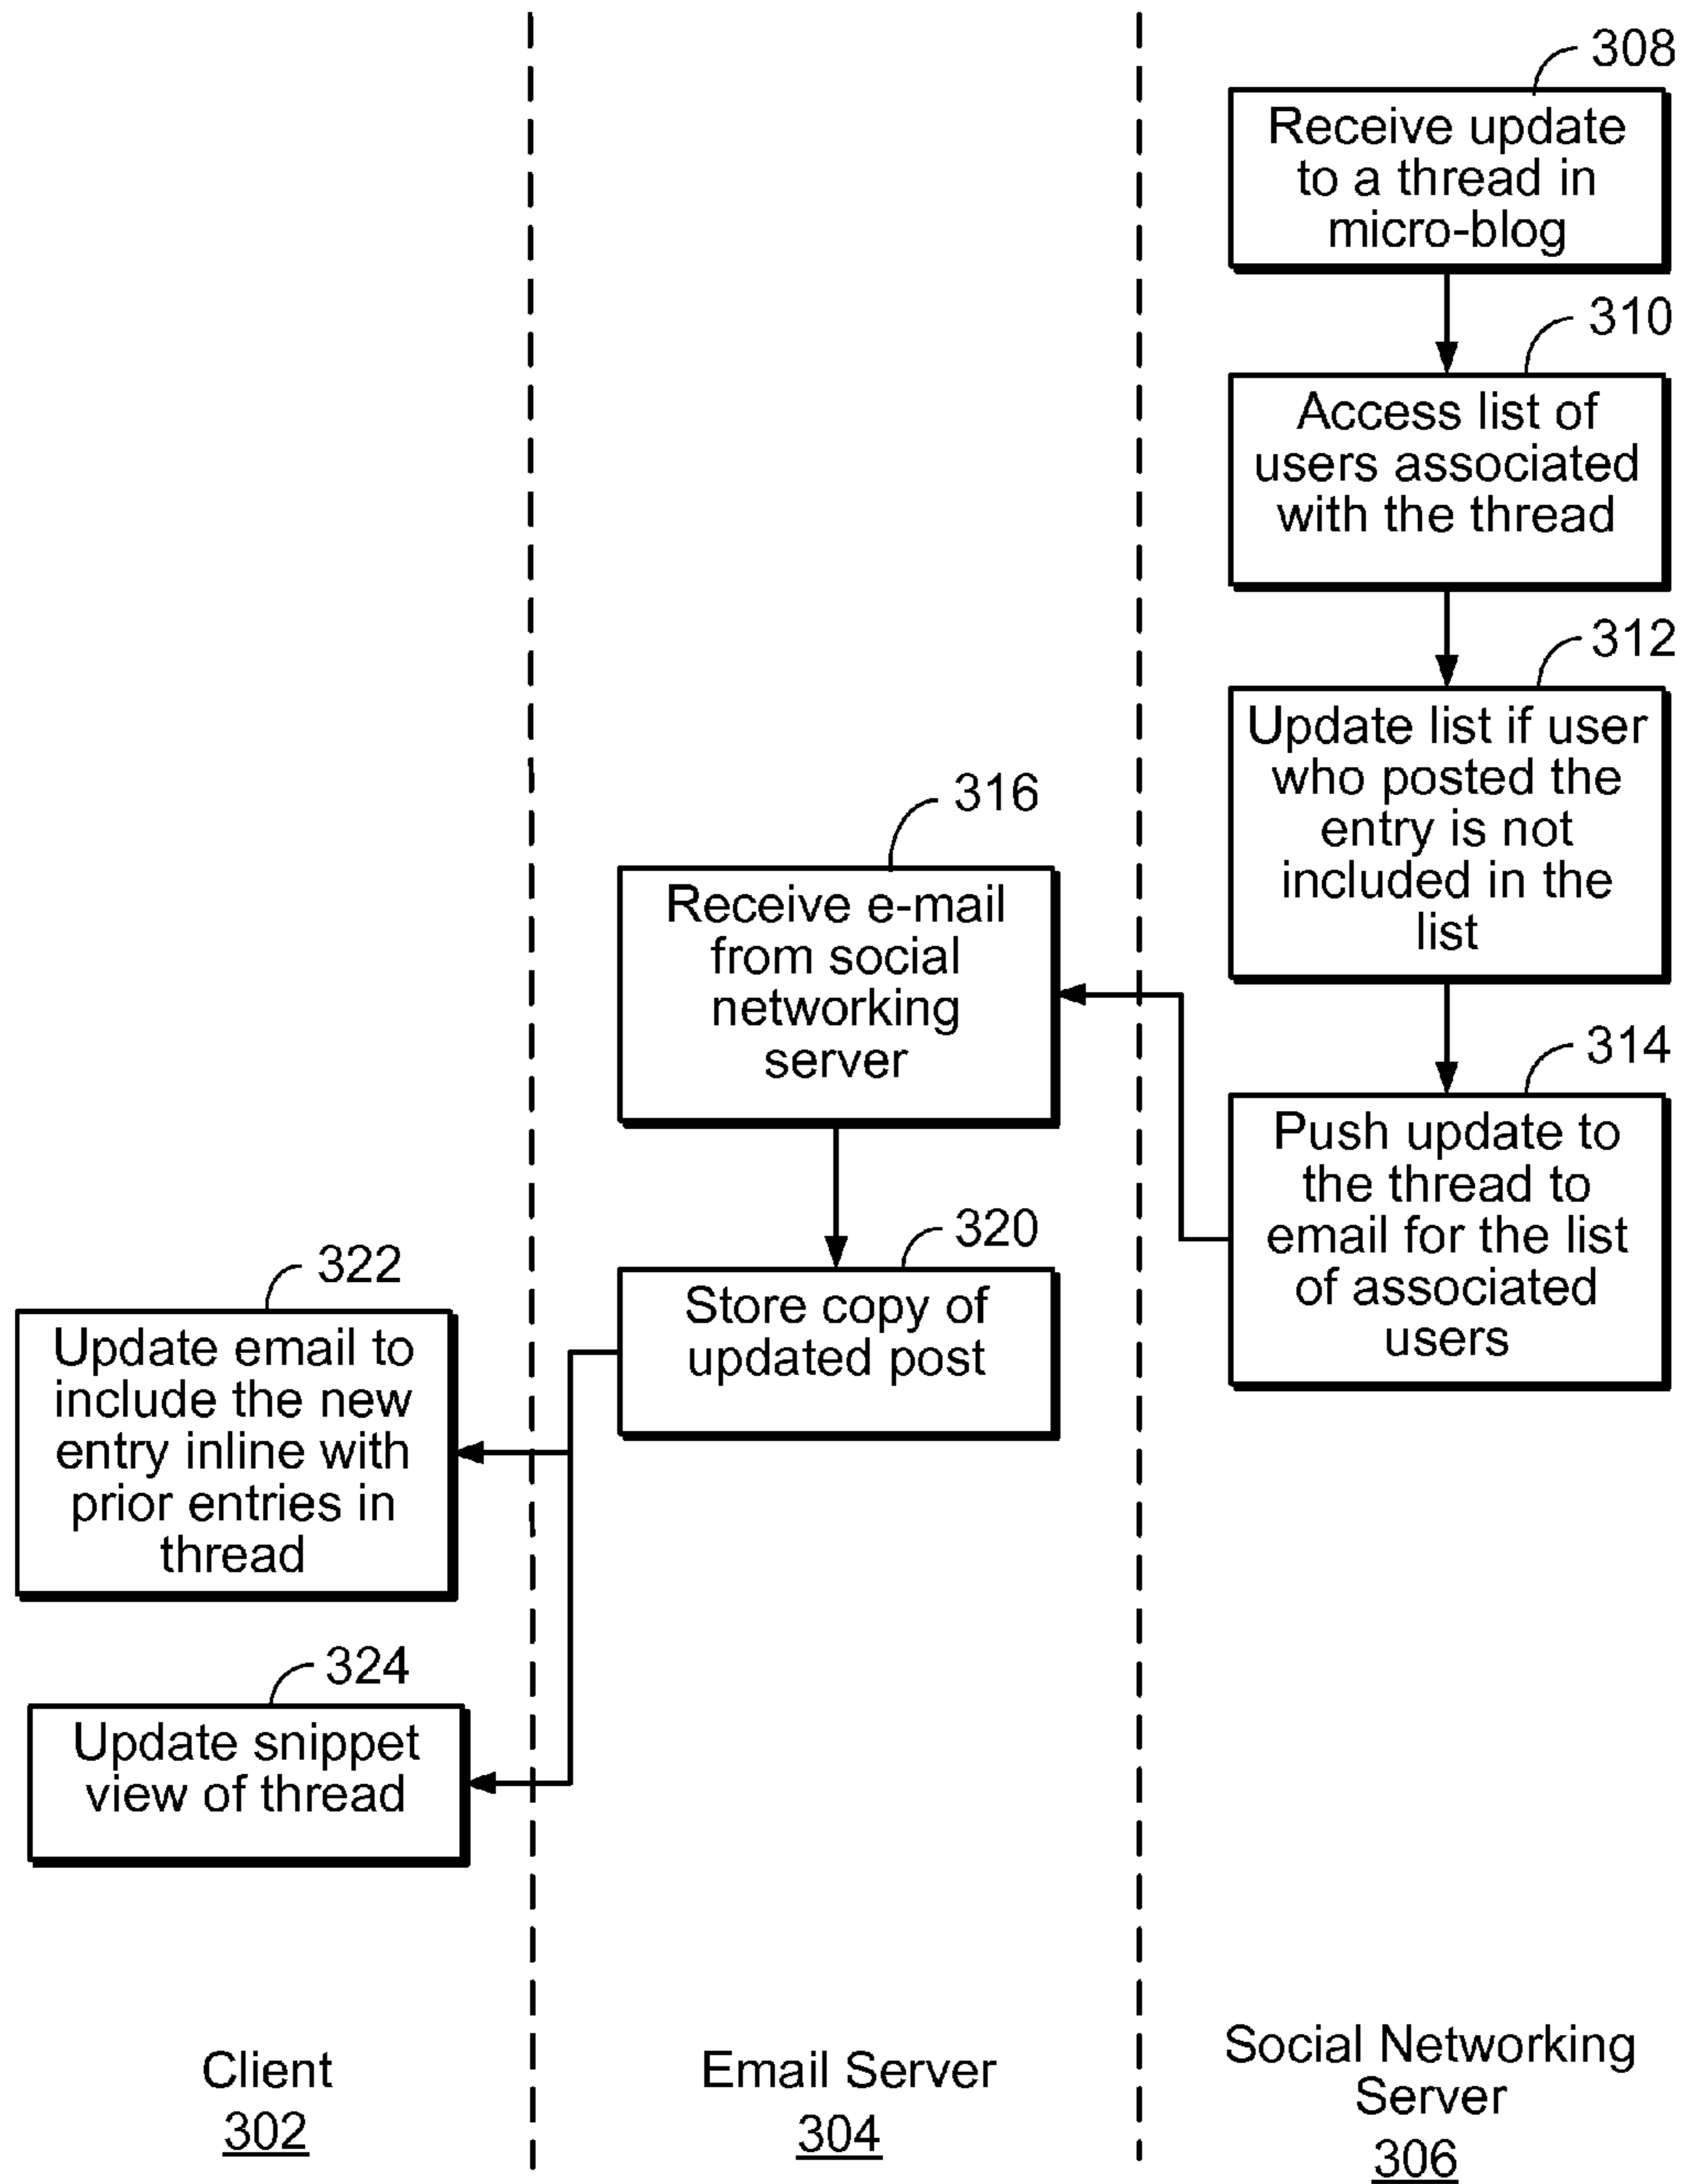 308
Receive update
to a thread in
micro-blog
310
Access list of
users associated
with the thread
312
Update list if user
who posted the
entry is not
included in the
list
314
Push update to
the thread to
email for the list
of associated
users
316
Receive e-mail
from social
networking
server
320
Store copy of
updated post
322
Update email to
include the new
entry inline with
prior entries in
thread
324
Update snippet
view of thread
Client
302
Email Server
304
Social Networking
Server
306